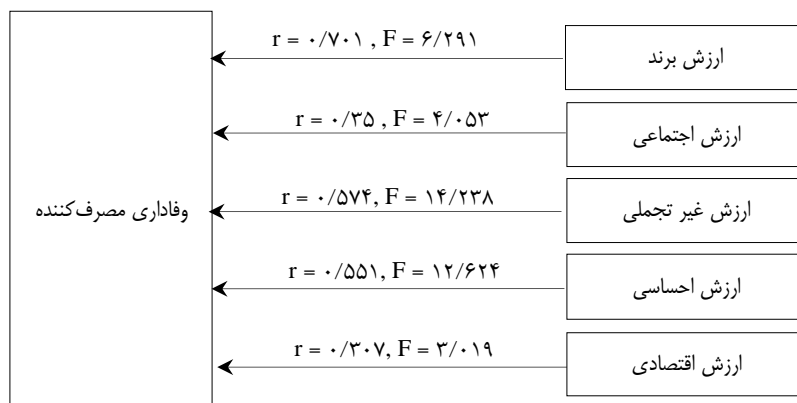 ارزش برند
r = ۰/۷۰۱ , F = ۶/۲۹۱
ارزش اجتماعی
r = ۰/۳۵ , F = ۴/۰۵۳
ارزش غیر تجملی
r = ۰/۵۷۴, F = ۱۴/۲۳۸
وفاداری مصرف‌کننده
ارزش احساسی
r = ۰/۵۵۱, F = ۱۲/۶۲۴
ارزش اقتصادی
r = ۰/۳۰۷, F = ۳/۰۱۹